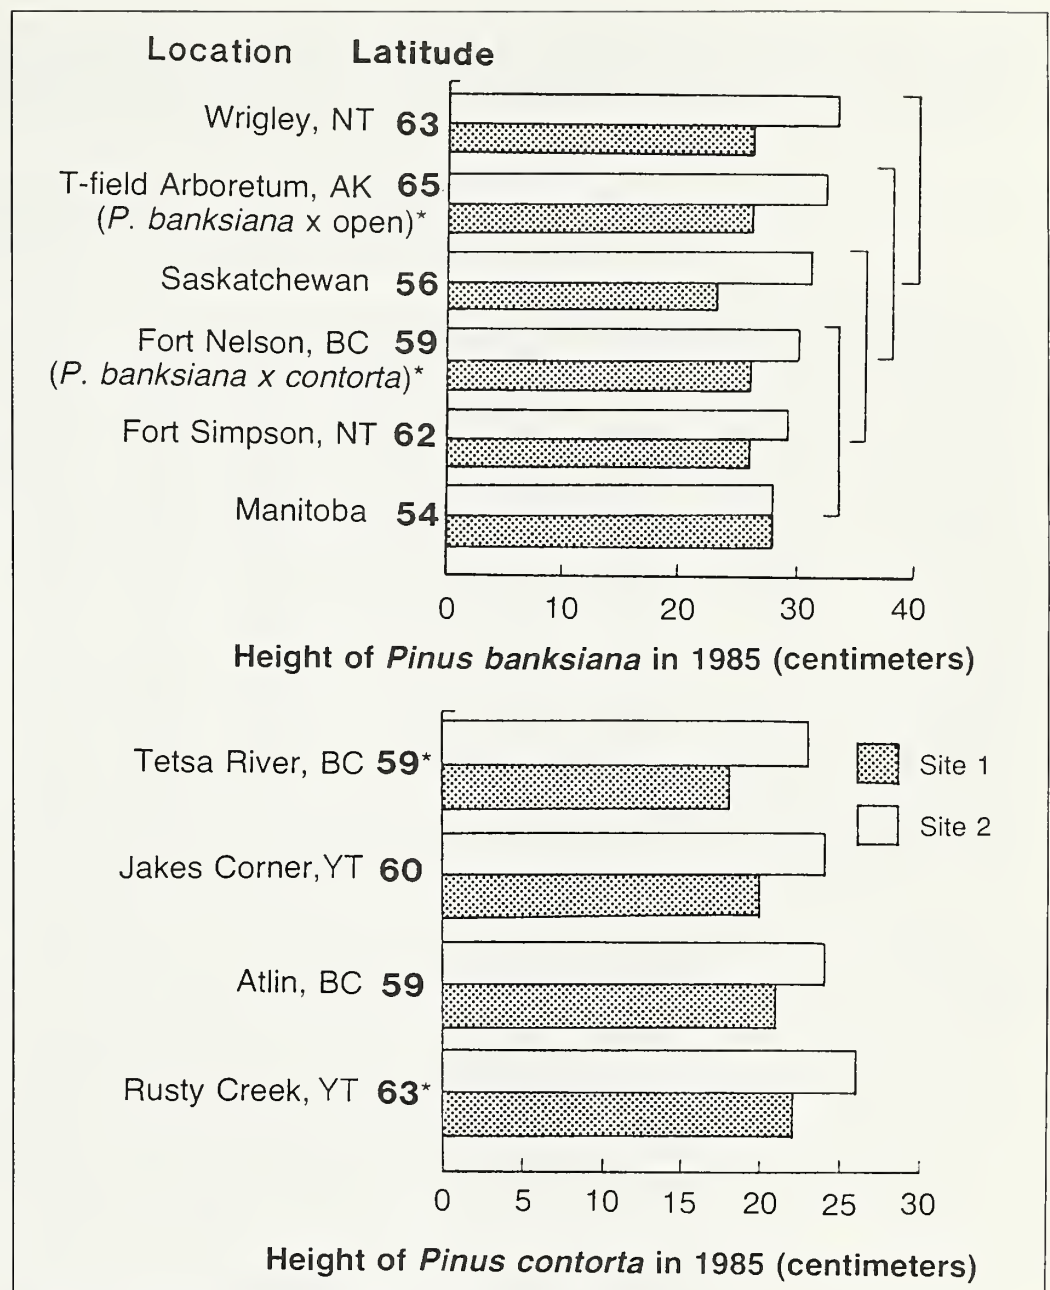 Location Latitude
Wrigley, NT 63
T-field Arboretum, AK 65
(P. banksiana x open)*
Saskatchewan 56
Fort Nelson, BC 59
(P. banksiana x contorta)*
Fort Simpson, NT 62
Manitoba 54
0 10 20 30 40
Height of Pinus banksiana in 1985 (centimeters)
Tetsa River, BC 59*
Site 1
Site 2
Jakes Corner, YT 60
Atlin, BC 59
Rusty Creek, YT 63*
0 5 10 15 20 25 30
Height of Pinus contorta in 1985 (centimeters)